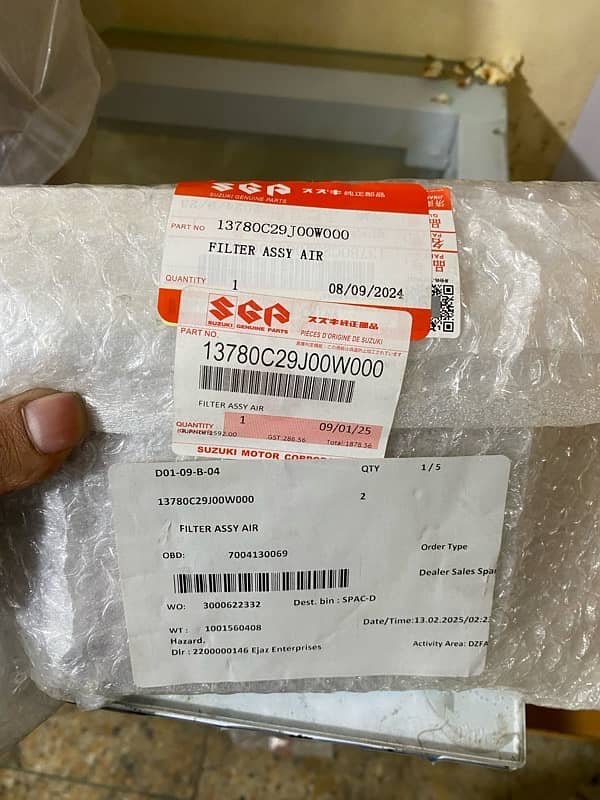 SGP スズキ純正部品
SUZUKI GENUINE PARTS
PART NO 13780C29J00W000
FILTER ASSY AIR
QUANTITY 1 08/09/2024
SGP スズキ純正部品
SUZUKI GENUINE PARTS PIÈCES D'ORIGINE DE SUZUKI
PART NO.
13780C29J00W000
FILTER ASSY AIR
QUANTITY 1 09/01/25
GST:286.56 Total:1878.56
SUZUKI MOTOR
D01-09-B-04 QTY 1 / 5
13780C29J00W000 2
FILTER ASSY AIR
OBD: 7004130069 Order Type
Dealer Sales Spa
WO: 3000622332 Dest. bin : SPAC-D
Date/Time:13.02.2025/02:2
WT : 1001560408
Hazard. Activity Area: DZFA
Dlr : 2200000146 Ejaz Enterprises